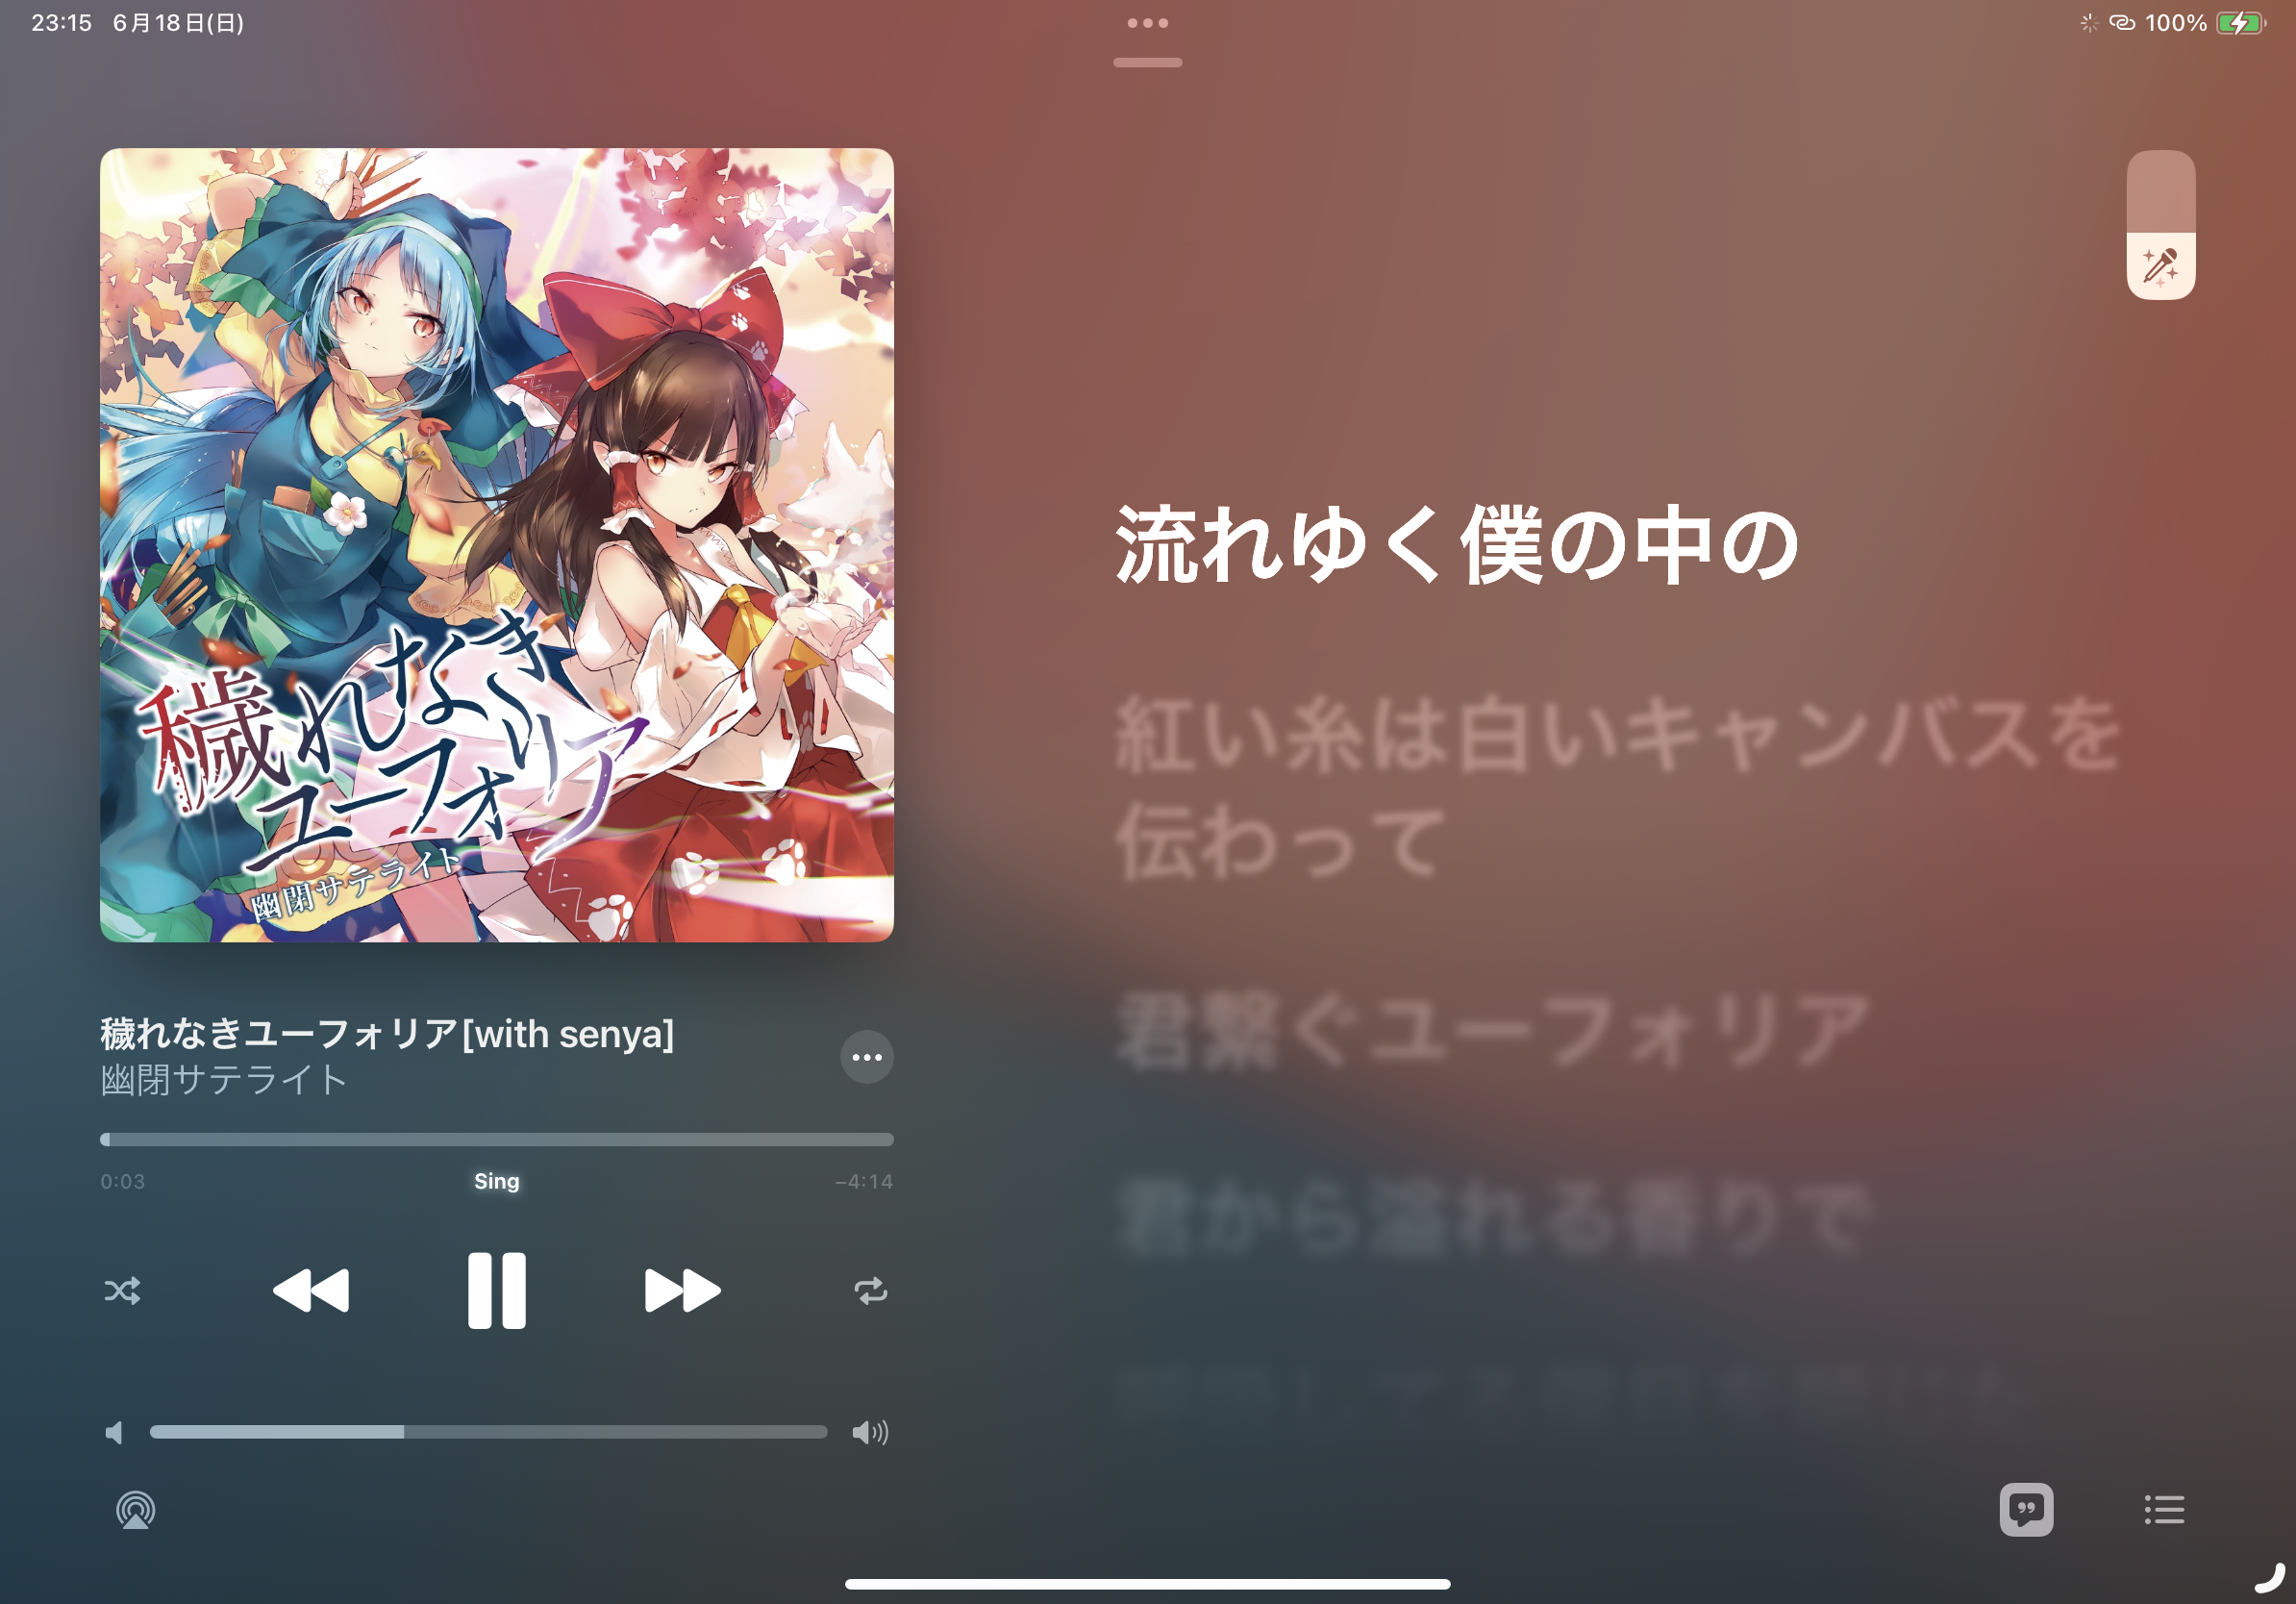 23:15 6月18日(日)
100%
穢れなき
ユーフォリア
幽閉サテライト
穢れなきユーフォリア[with senya]
幽閉サテライト
0:03 Sing −4:14
流れゆく僕の中の
紅い糸は白いキャンバスを
伝わって
君繋ぐユーフォリア
君から溢れる香りで